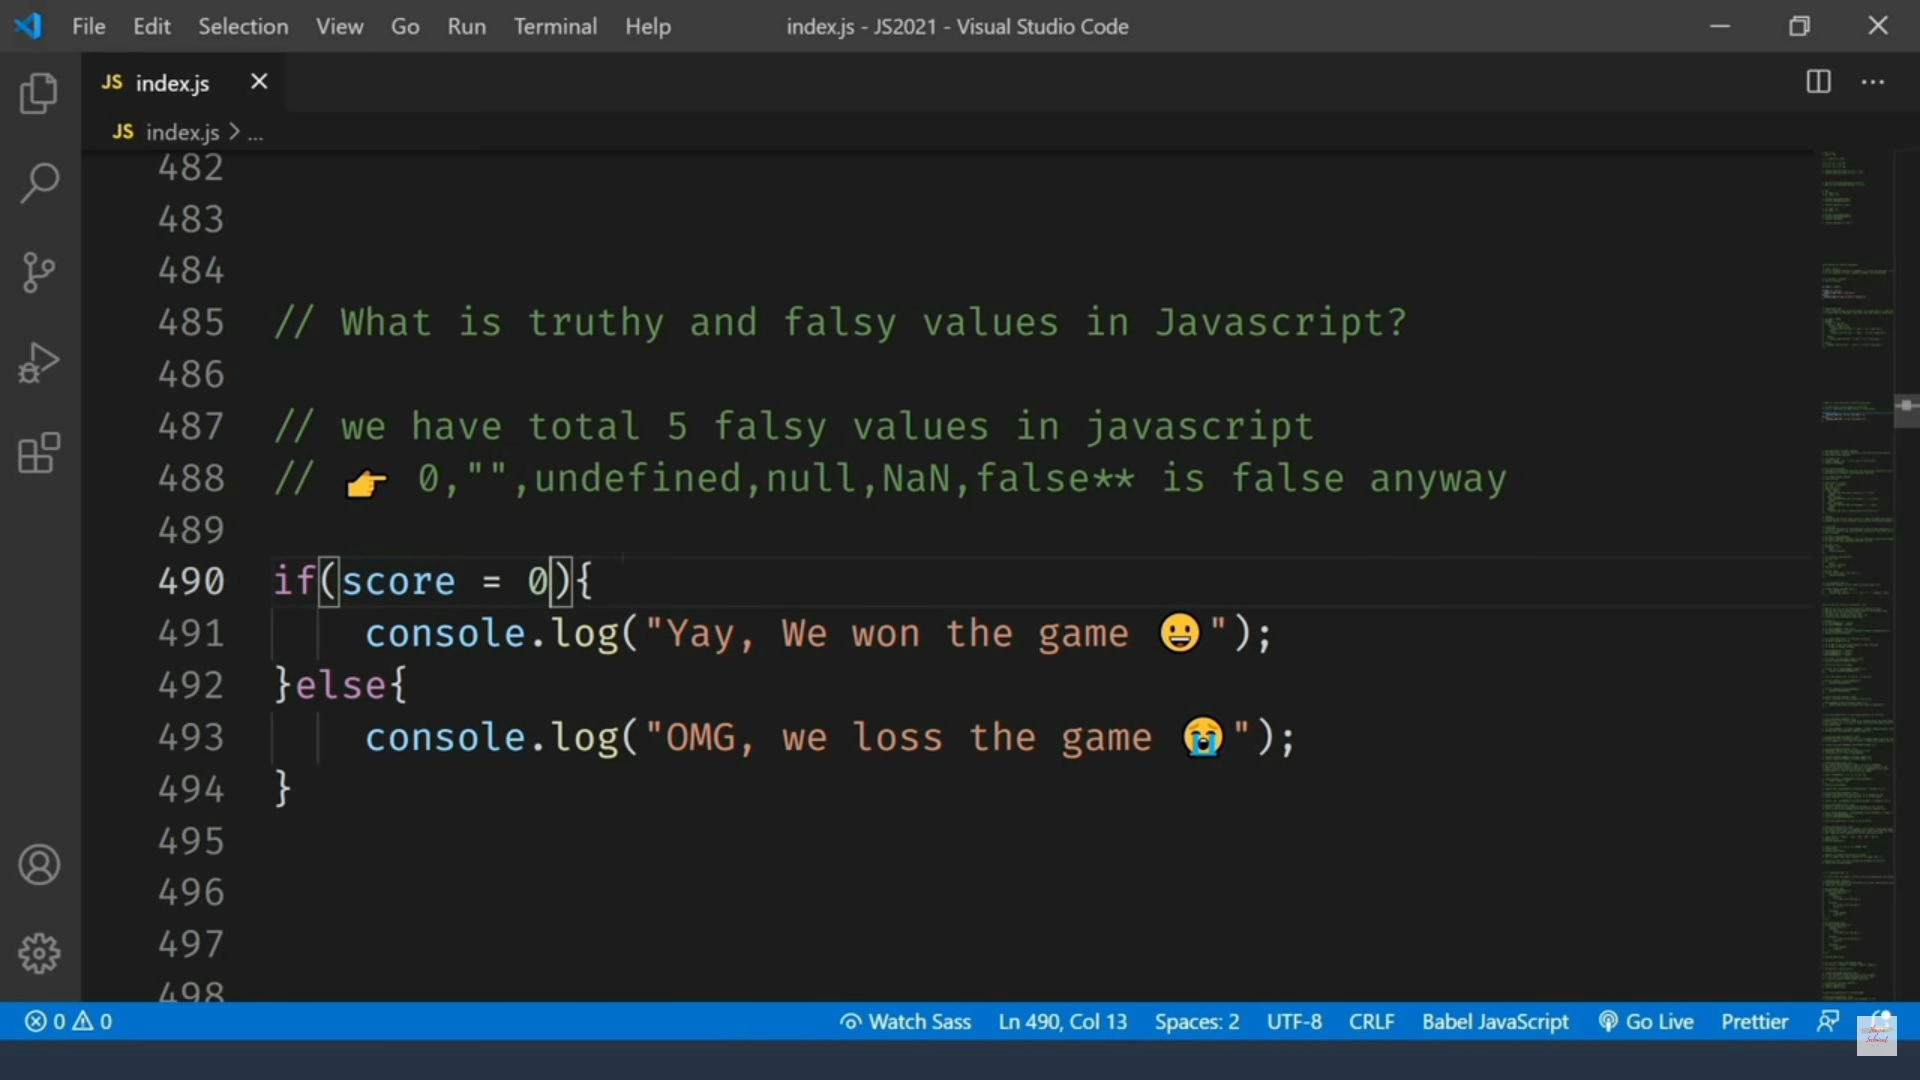 File Edit Selection View Go Run Terminal Help index.js - JS2021 - Visual Studio Code
JS index.js
JS index.js > ...
482
483
484
485 // What is truthy and falsy values in Javascript?
486
487 // we have total 5 falsy values in javascript
488 // 👉 0,"",undefined,null,NaN,false** is false anyway
489
490 if(score = 0){
491 console.log("Yay, We won the game 😀");
492 }else{
493 console.log("OMG, we loss the game 😭");
494 }
495
496
497
498
0 0 Watch Sass Ln 490, Col 13 Spaces: 2 UTF-8 CRLF Babel JavaScript Go Live Prettier